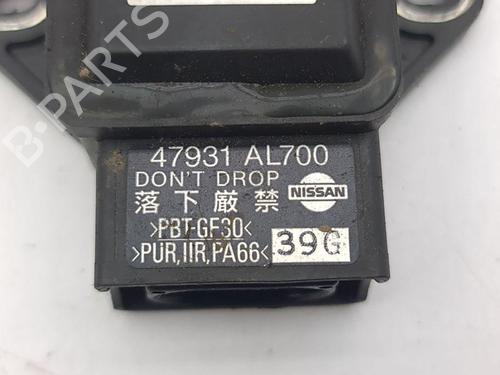 47931 AL700
DON'T DROP
落下厳禁
NISSAN
>PBT-GF30<
>PUR,IIR,PA66<
39G
B-PARTS